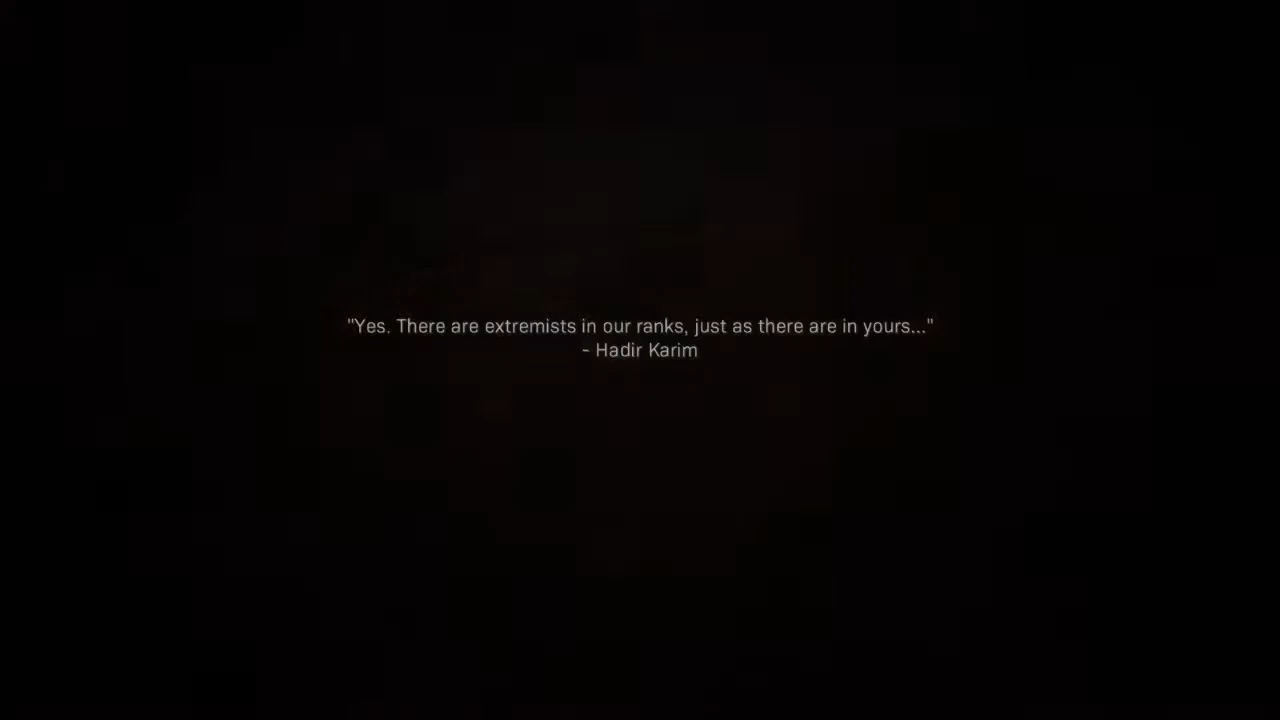 "Yes. There are extremists in our ranks, just as there are in yours..."
- Hadir Karim